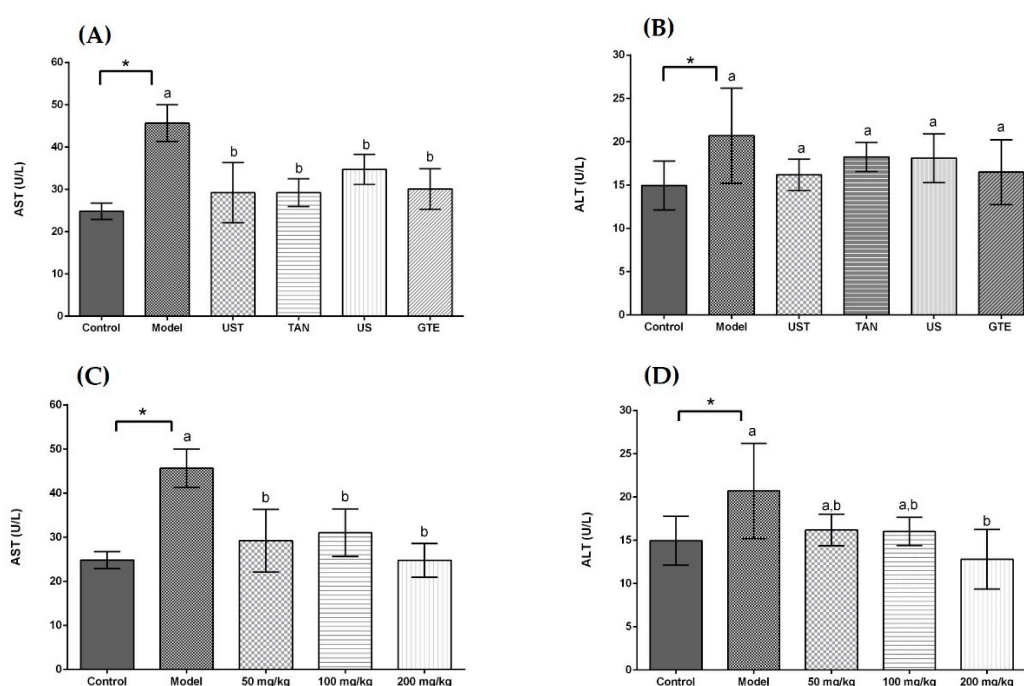 (A)
60
50
40
30
20
10
0
AST (U/L)
*
a
b
b
b
b
Control Model UST TAN US GTE
(B)
30
25
20
15
10
5
0
ALT (U/L)
*
a
a
a
a
a
Control Model UST TAN US GTE
(C)
60
50
40
30
20
10
0
AST (U/L)
*
a
b
b
b
Control Model 50 mg/kg 100 mg/kg 200 mg/kg
(D)
30
25
20
15
10
5
0
ALT (U/L)
*
a
a,b
a,b
b
Control Model 50 mg/kg 100 mg/kg 200 mg/kg